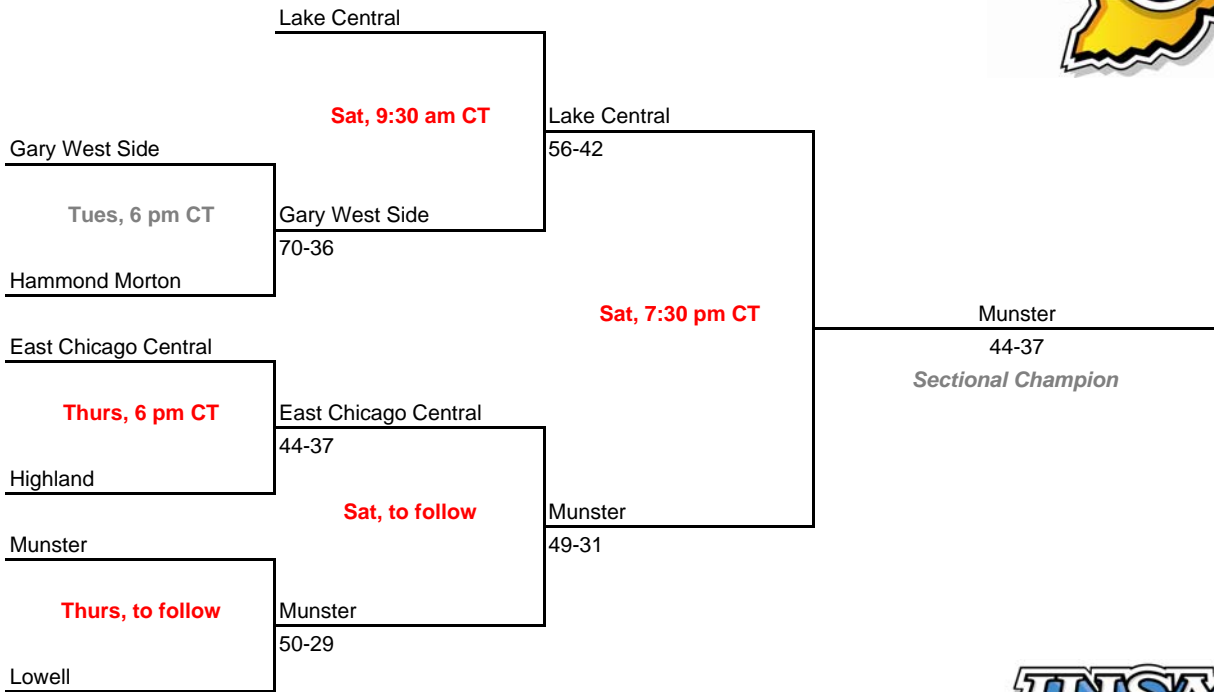 Lake Central
Sat, 9:30 am CT
Lake Central
Gary West Side
56-42
Tues, 6 pm CT
Gary West Side
70-36
Hammond Morton
Sat, 7:30 pm CT
Munster
East Chicago Central
44-37
Sectional Champion
Thurs, 6 pm CT
East Chicago Central
44-37
Highland
Sat, to follow
Munster
Munster
49-31
Thurs, to follow
Munster
50-29
Lowell